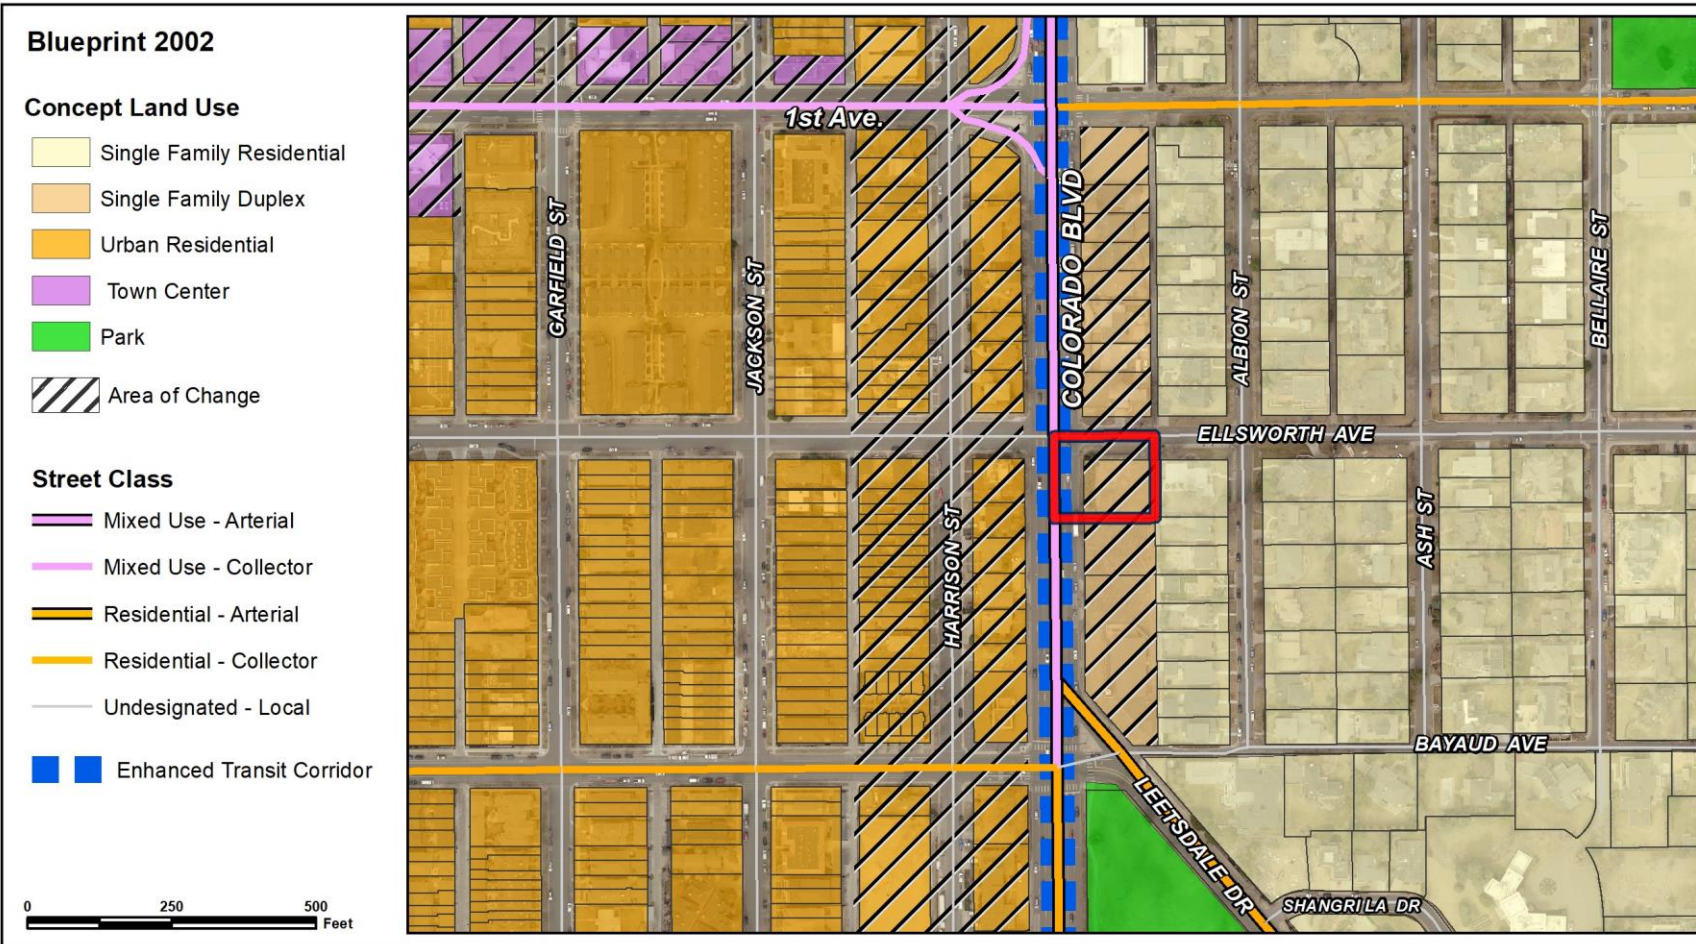 Blueprint 2002
Concept Land Use
Single Family Residential
Single Family Duplex
Urban Residential
Town Center
Park
Area of Change
Street Class
Mixed Use - Arterial
Mixed Use - Collector
Residential - Arterial
Residential - Collector
Undesignated - Local
Enhanced Transit Corridor
0 250 500
Feet
1st Ave.
GARFIELD ST
JACKSON ST
HARRISON ST
COLORADO BLVD
ALBION ST
ASH ST
BELLAIRE ST
ELLSWORTH AVE
BAYAUD AVE
LEETSDALE DR
SHANGRI LA DR